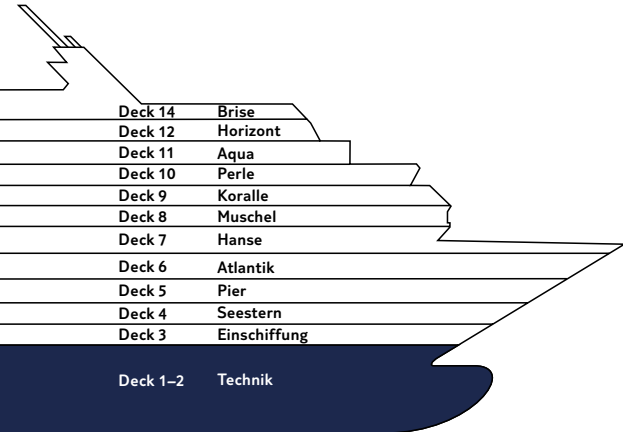 Deck 14 Brise
Deck 12 Horizont
Deck 11 Aqua
Deck 10 Perle
Deck 9 Koralle
Deck 8 Muschel
Deck 7 Hanse
Deck 6 Atlantik
Deck 5 Pier
Deck 4 Seestern
Deck 3 Einschiffung
Deck 1–2 Technik